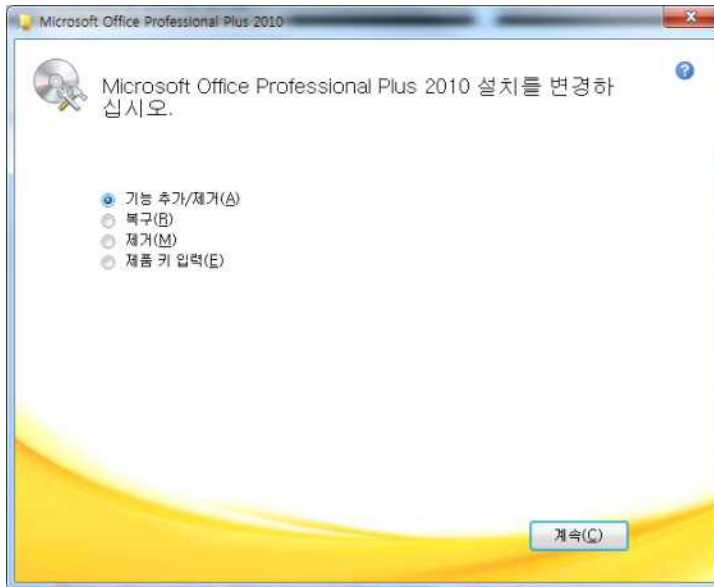 Microsoft Office Professional Plus 2010
Microsoft Office Professional Plus 2010 설치를 변경하
십시오.
기능 추가/제거(A)
복구(R)
제거(M)
제품 키 입력(E)
계속(C)